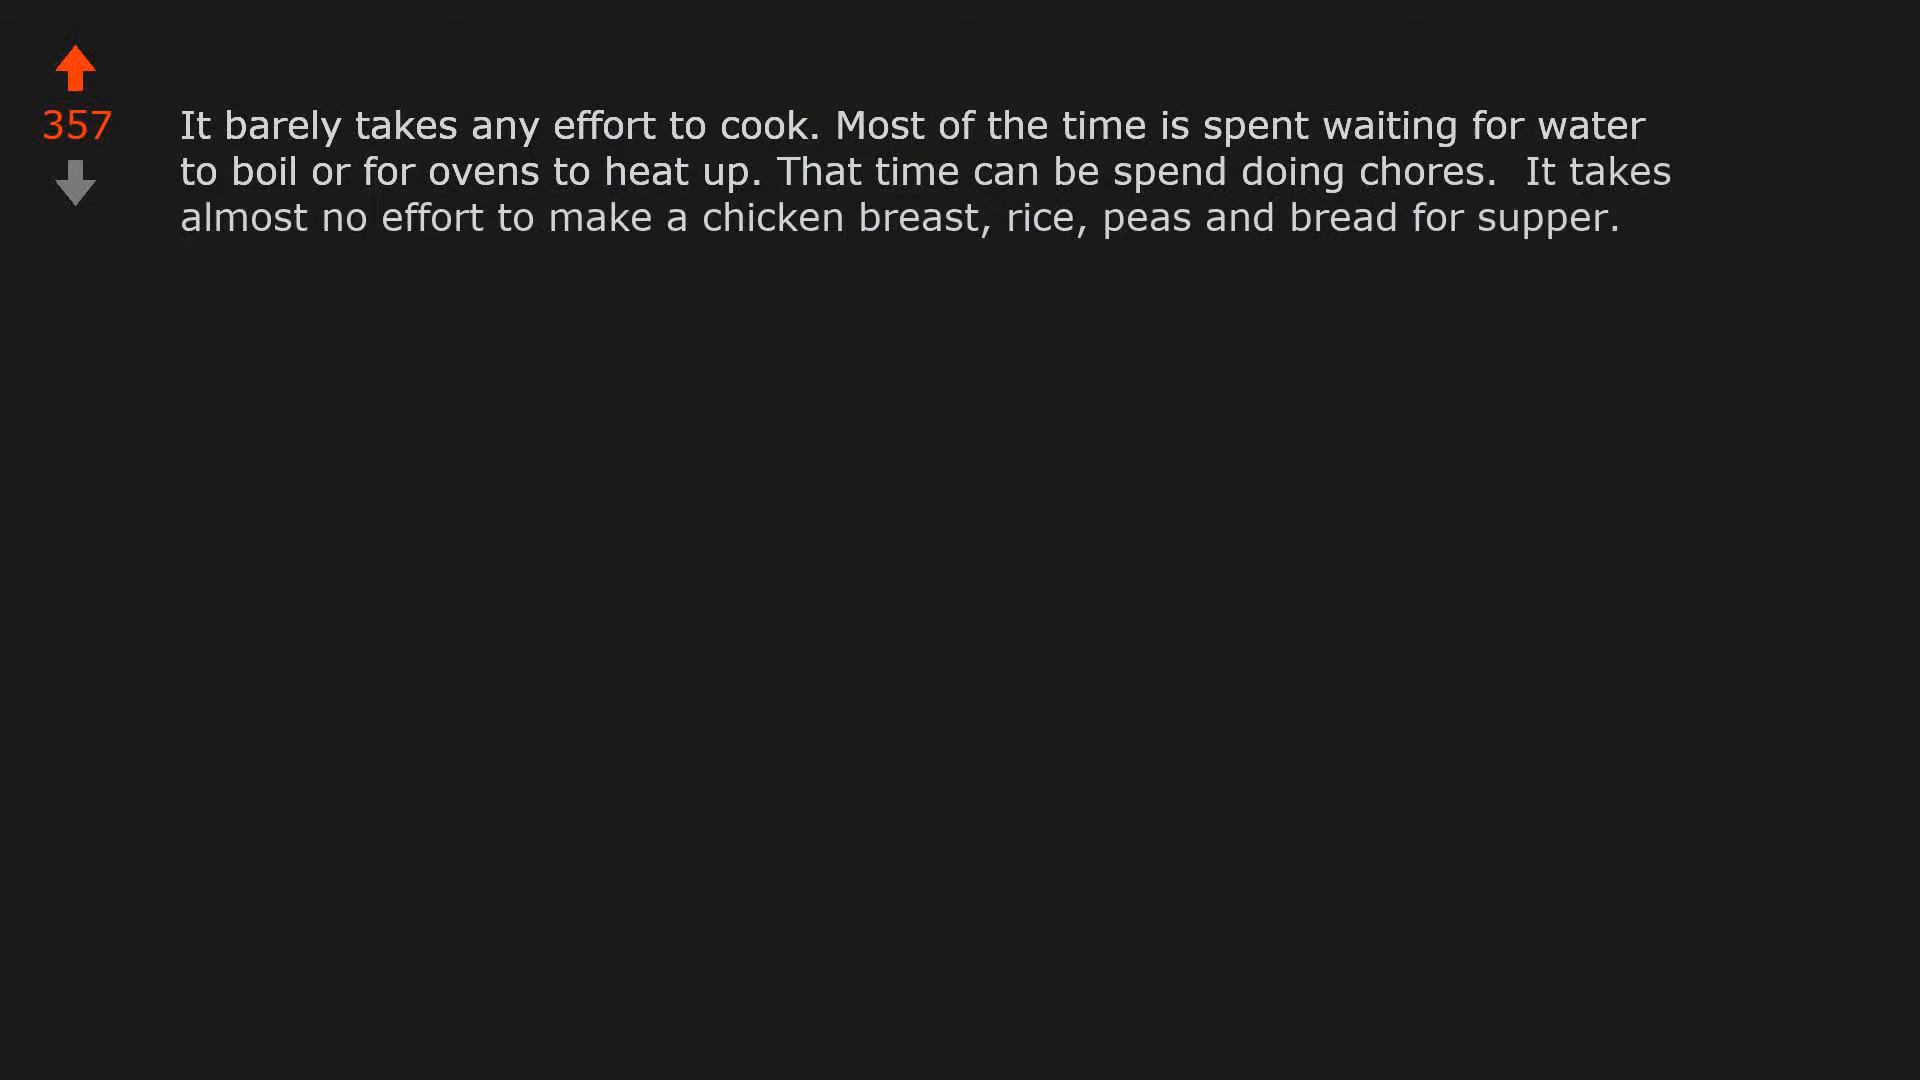 357
It barely takes any effort to cook. Most of the time is spent waiting for water
to boil or for ovens to heat up. That time can be spend doing chores.  It takes
almost no effort to make a chicken breast, rice, peas and bread for supper.